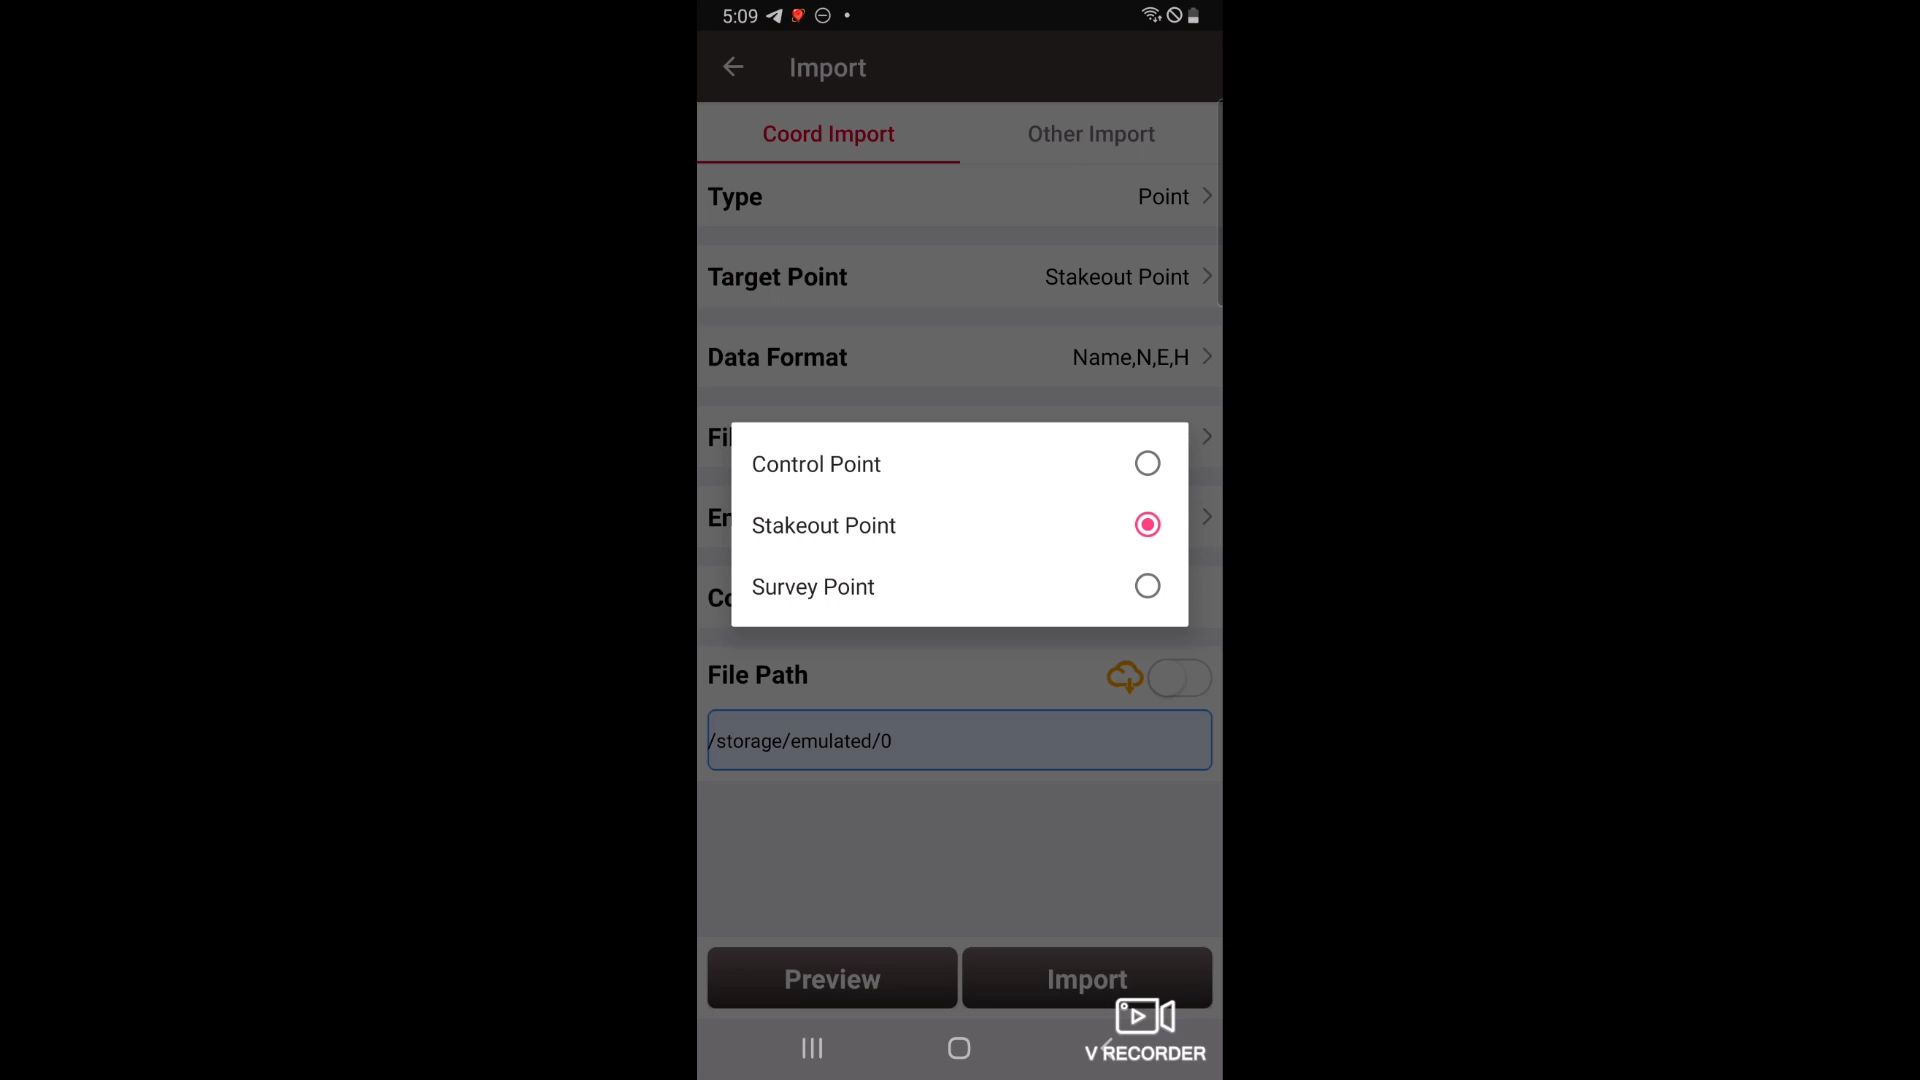 5:09
Import
Coord Import
Other Import
Type
Point
Target Point
Stakeout Point
Data Format
Name,N,E,H
Fil
Control Point
Stakeout Point
En
Survey Point
Co
File Path
/storage/emulated/0
Preview
Import
V RECORDER